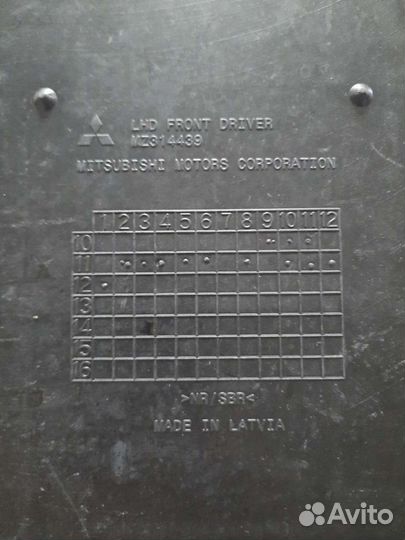 LHD FRONT DRIVER
MZ314439
MITSUBISHI MOTORS CORPORATION
1 2 3 4 5 6 7 8 9 10 11 12
10
11
12
13
14
15
16
>NR/SBR<
MADE IN LATVIA
Avito